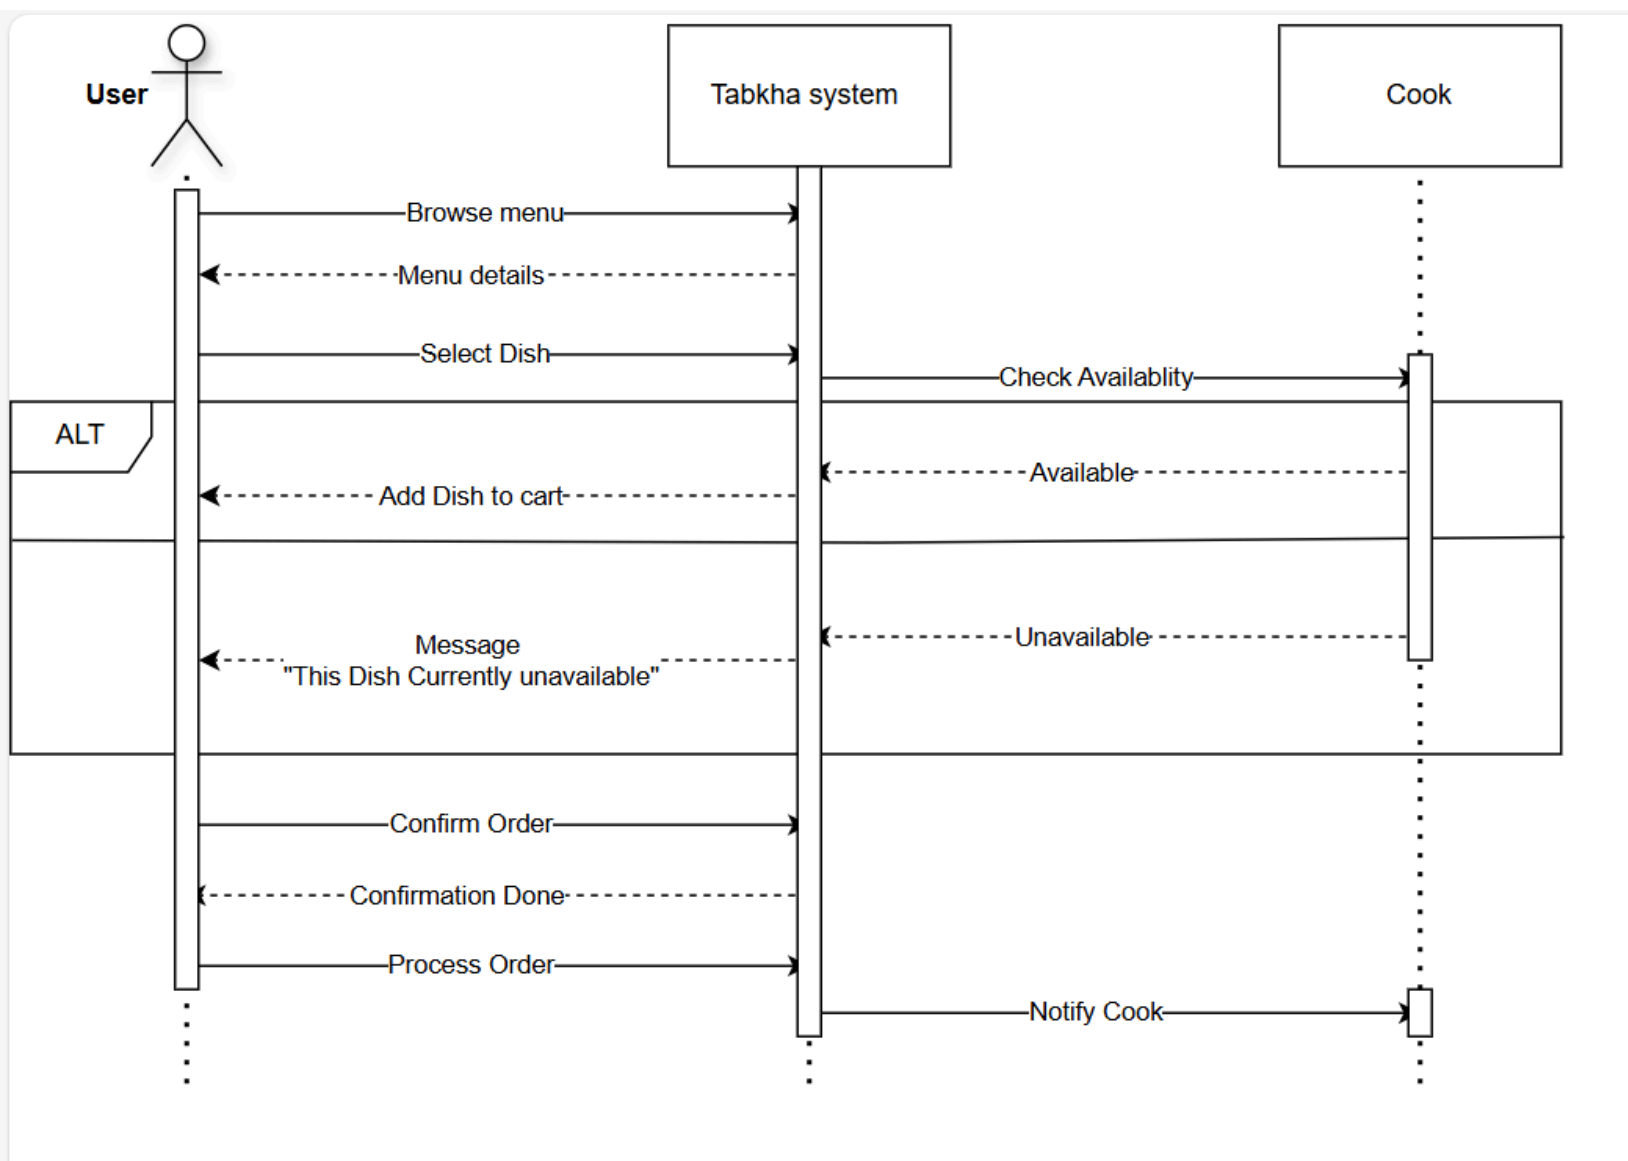 User
Tabkha system
Cook
Browse menu
Menu details
Select Dish
Check Availablity
ALT
Available
Add Dish to cart
Unavailable
Message
"This Dish Currently unavailable"
Confirm Order
Confirmation Done
Process Order
Notify Cook